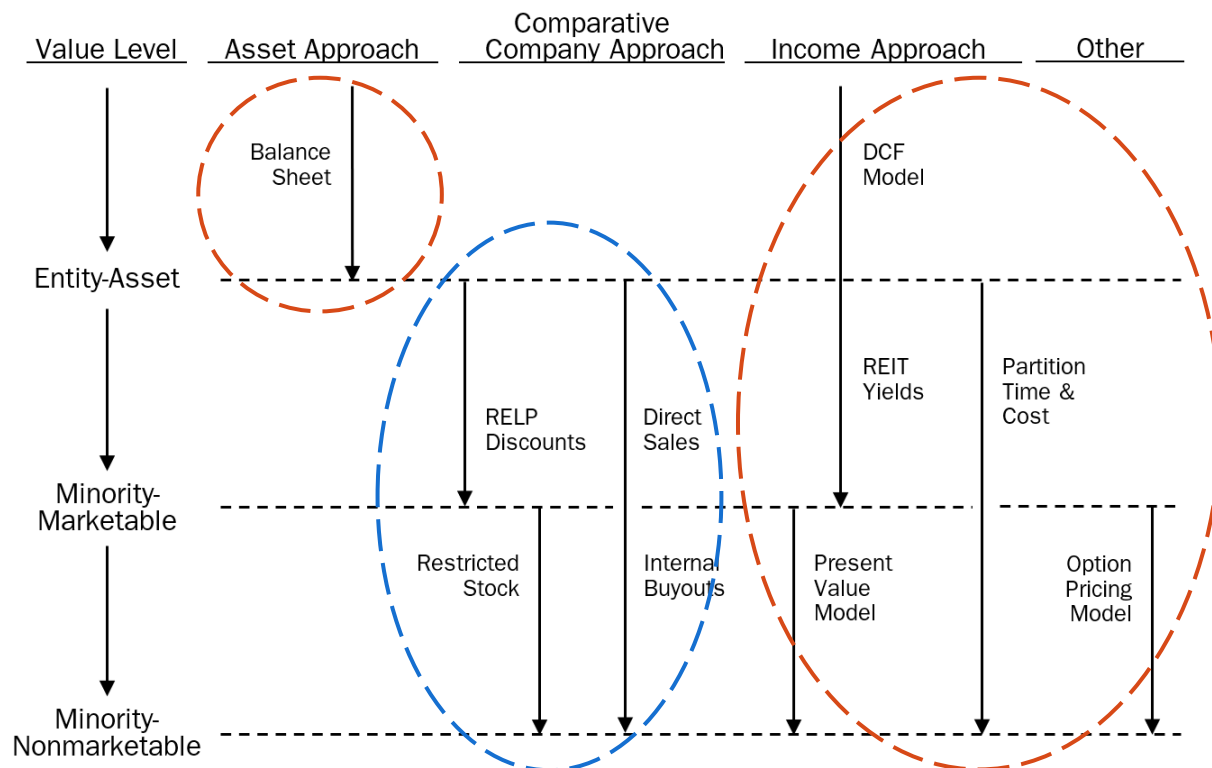 Comparative
Value Level
Asset Approach
Company Approach
Income Approach
Other
Balance
Sheet
DCF
Model
Entity-Asset
RELP
Discounts
Direct
Sales
REIT
Yields
Partition
Time &
Cost
Minority-
Marketable
Restricted
Stock
Internal
Buyouts
Present
Value
Model
Option
Pricing
Model
Minority-
Nonmarketable